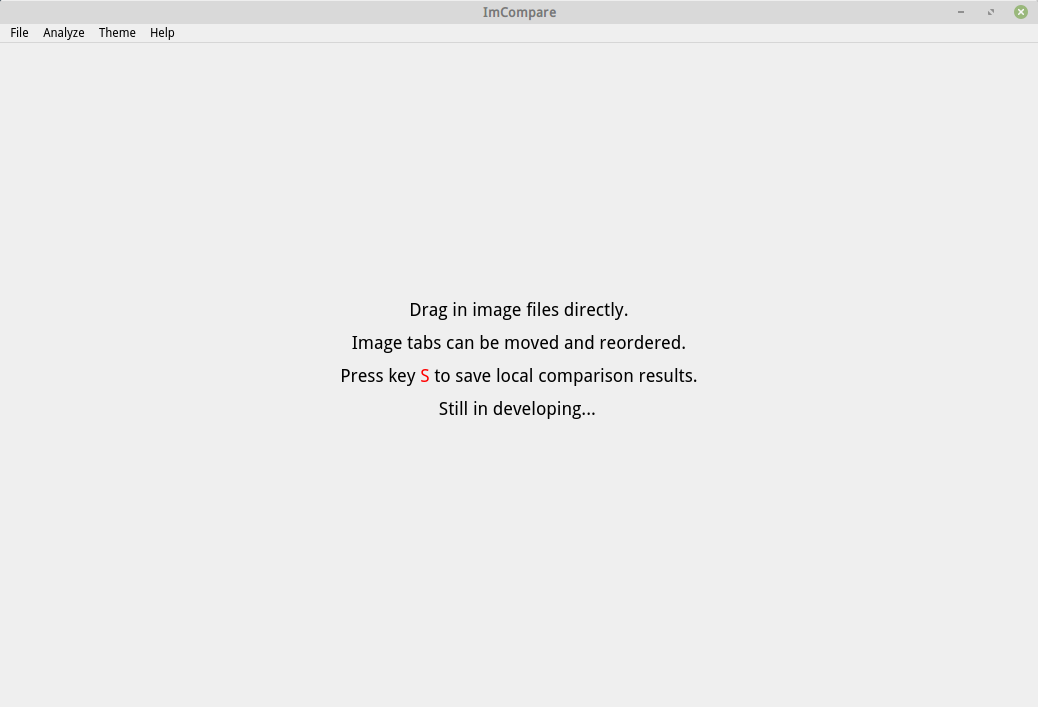 ImCompare
File Analyze Theme Help
Drag in image files directly.
Image tabs can be moved and reordered.
Press key S to save local comparison results.
Still in developing...